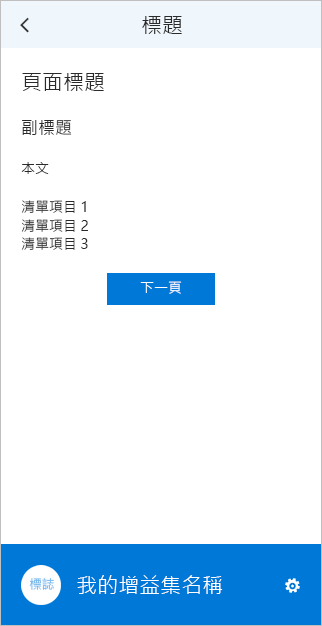 標題
頁面標題
副標題
本文
清單項目 1
清單項目 2
清單項目 3
下一頁
標誌
我的增益集名稱